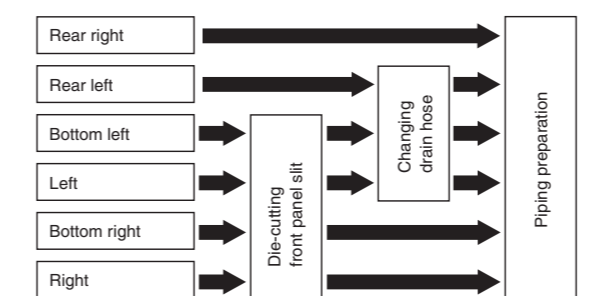 Rear right
Rear left
Bottom left
Left
Bottom right
Right
Die-cutting
front panel slit
Changing
drain hose
Piping preparation